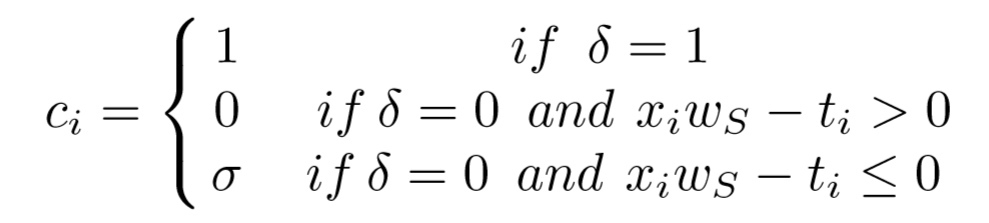 1 if δ = 1
c_i = { 0 if δ = 0 and x_i w_S − t_i > 0
σ if δ = 0 and x_i w_S − t_i ≤ 0